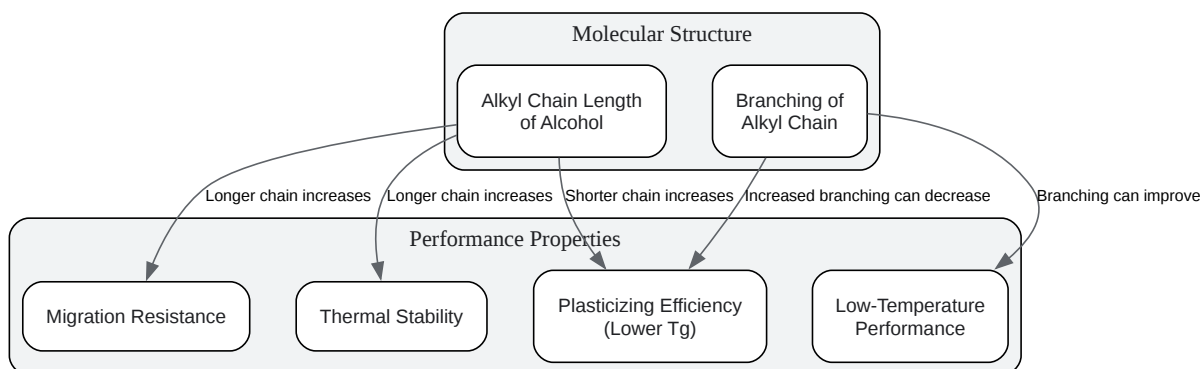 Molecular Structure
Alkyl Chain Length
of Alcohol
Branching of
Alkyl Chain
Longer chain increases
Longer chain increases
Shorter chain increases
Increased branching can decrease
Branching can improve
Performance Properties
Migration Resistance
Thermal Stability
Plasticizing Efficiency
(Lower Tg)
Low-Temperature
Performance